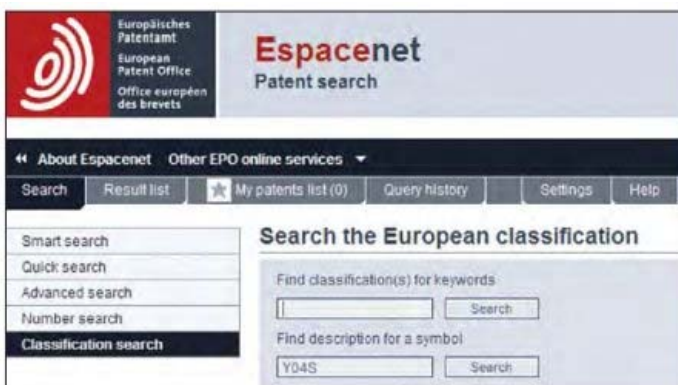 Europäisches
Patentamt
European
Patent Office
Office européen
des brevets
Espacenet
Patent search
About Espacenet Other EPO online services
Search Result list My patents list (0) Query history Settings Help
Smart search
Quick search
Advanced search
Number search
Classification search
Search the European classification
Find classification(s) for keywords
Search
Find description for a symbol
Y04S Search